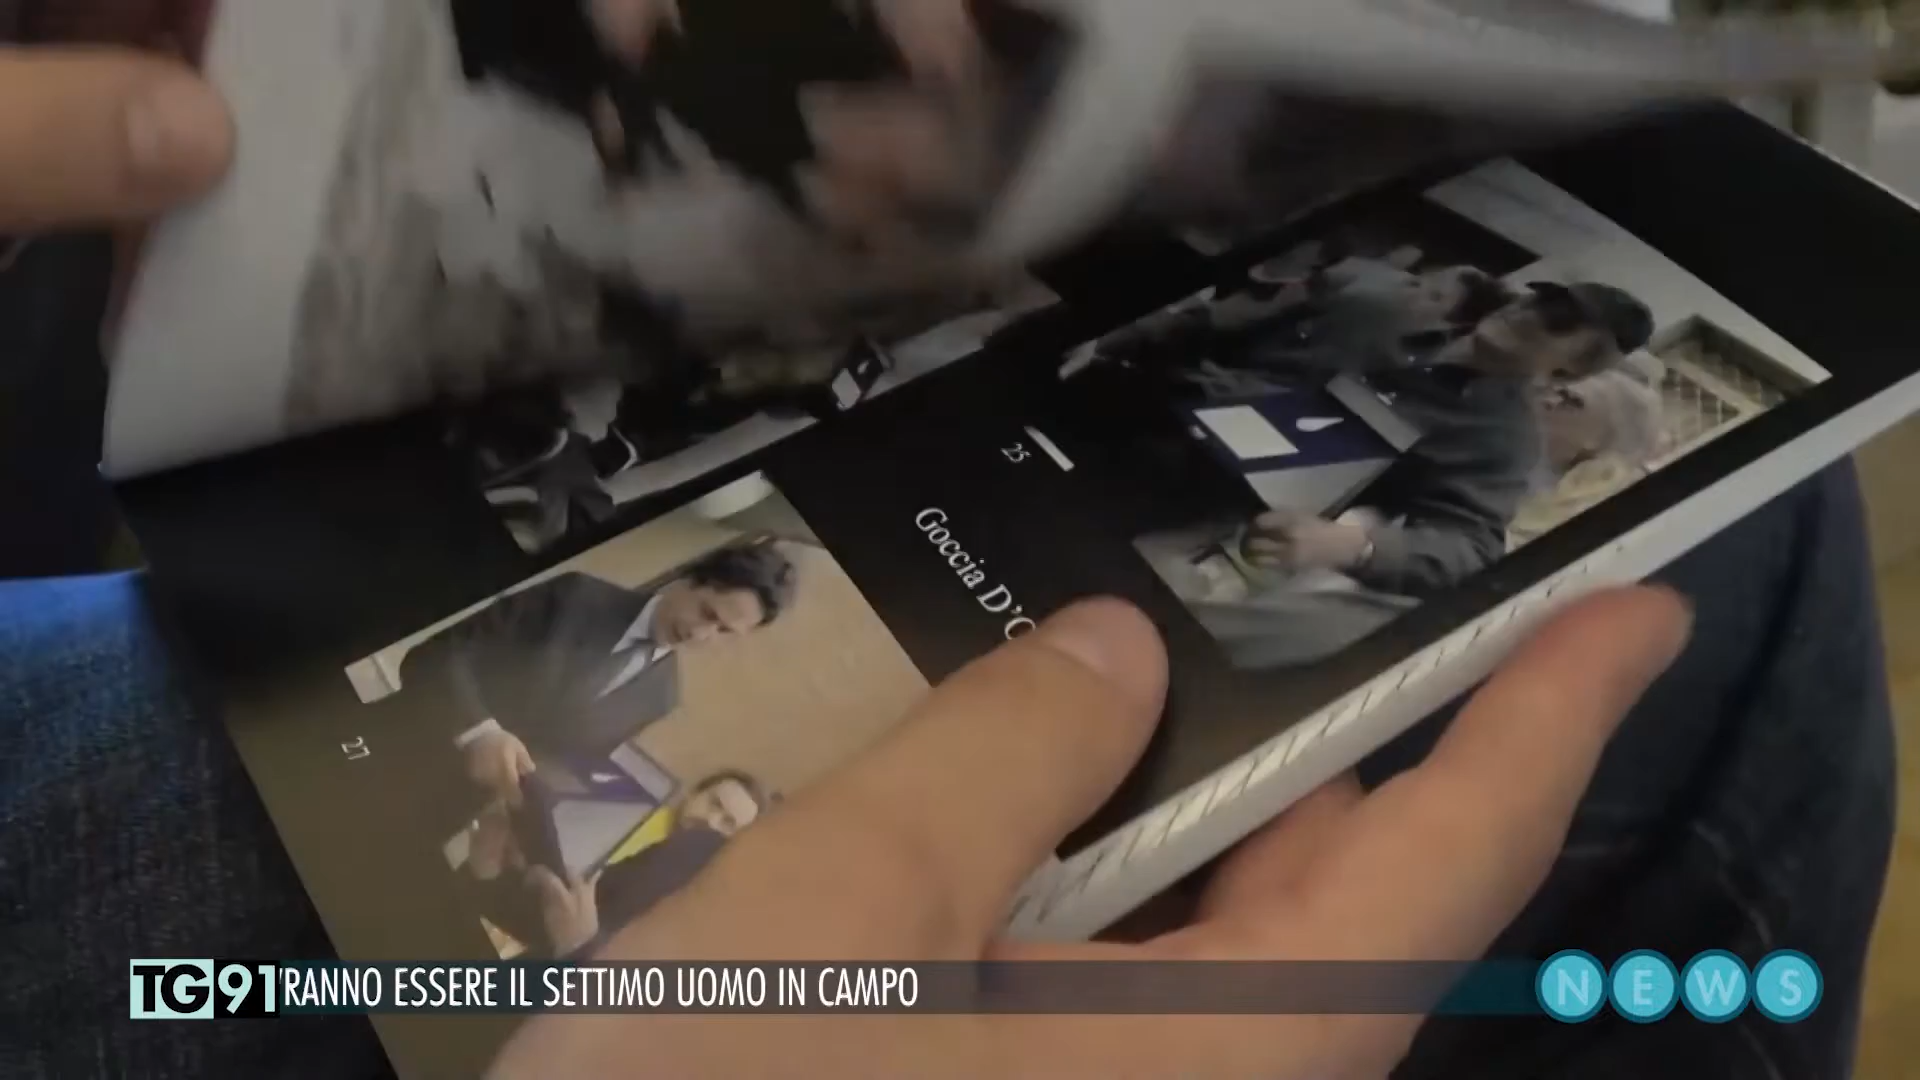 25
Goccia D'O
27
TG91 'RANNO ESSERE IL SETTIMO UOMO IN CAMPO
NEWS